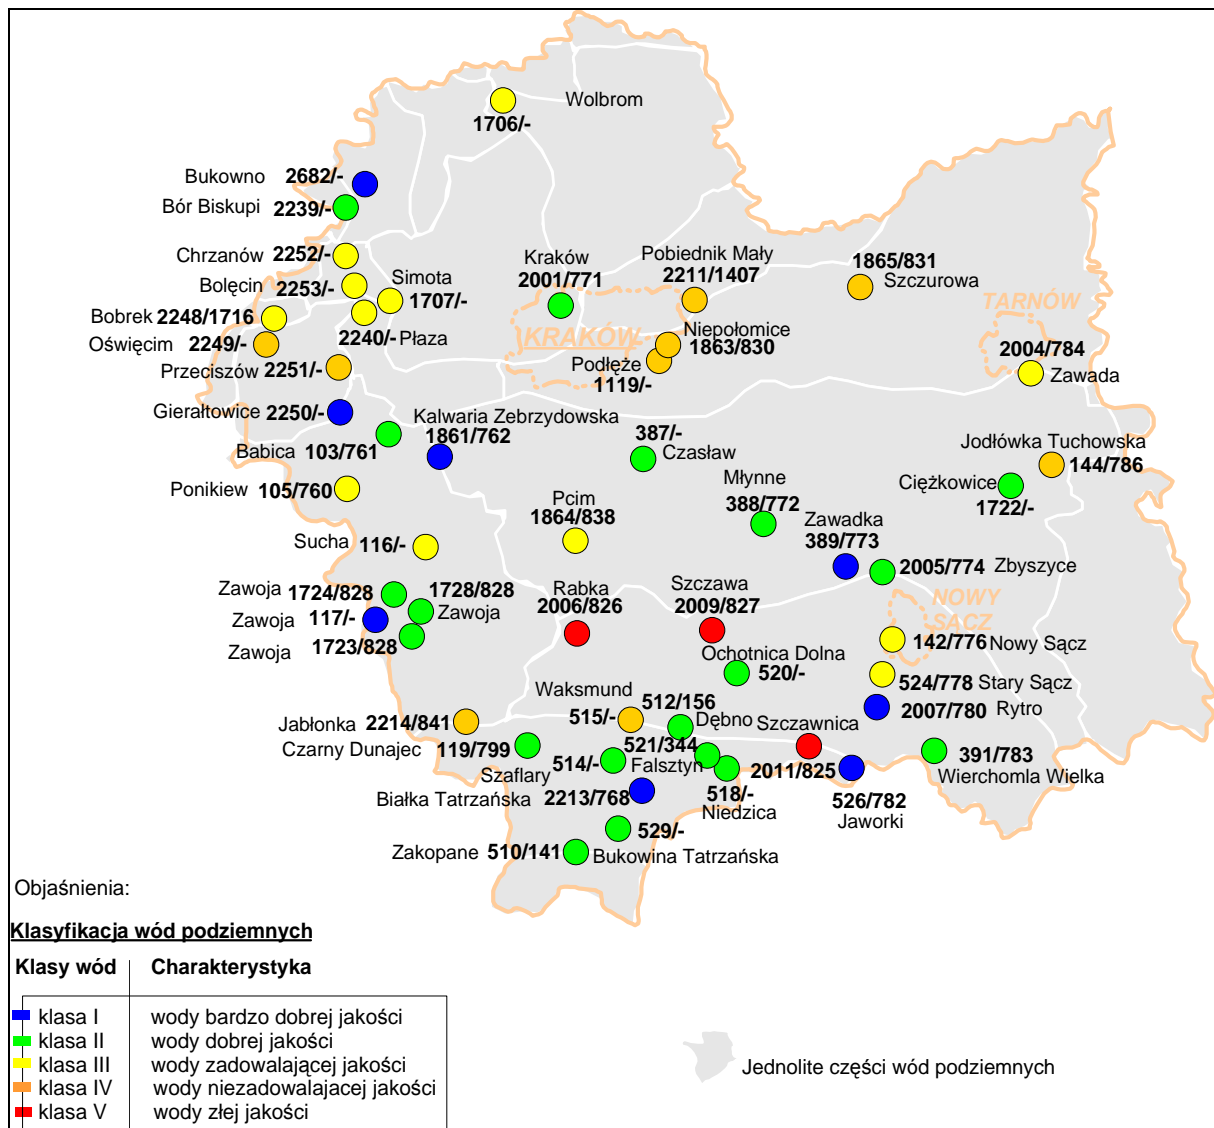 Wolbrom
1706/-
Bukowno 2682/-
Bór Biskupi 2239/-
Chrzanów 2252/-
Bolęcin 2253/-
Simota
1707/-
Bobrek 2248/1716
2240/- Płaza
Oświęcim 2249/-
Przeciszów 2251/-
Gierałtowice 2250/-
Kraków
2001/771
KRAKÓW
Pobiednik Mały
2211/1407
Niepołomice
1863/830
Podłęże
1119/-
1865/831
Szczurowa
TARNÓW
2004/784
Zawada
Kalwaria Zebrzydowska
1861/762
Babica 103/761
Ponikiew 105/760
387/-
Czasław
Młynne
388/772
Jodłówka Tuchowska
144/786
Ciężkowice
1722/-
Pcim
1864/838
Zawadka
389/773
Sucha 116/-
2005/774 Zbyszyce
Zawoja 1724/828
1728/828
Zawoja
Zawoja 117/-
Zawoja 1723/828
Rabka
2006/826
Szczawa
2009/827
NOWY
SĄCZ
142/776 Nowy Sącz
Ochotnica Dolna
520/-
524/778 Stary Sącz
2007/780 Rytro
Waksmund
515/-
512/156
Dębno
Szczawnica
2011/825
Jabłonka 2214/841
Czarny Dunajec 119/799
Szaflary 514/-
521/344
Falsztyn
518/-
Niedzica
391/783
Wierchomla Wielka
526/782
Jaworki
Białka Tatrzańska 2213/768
529/-
Bukowina Tatrzańska
Zakopane 510/141
Objaśnienia:
Klasyfikacja wód podziemnych
Klasy wód Charakterystyka
klasa I wody bardzo dobrej jakości
klasa II wody dobrej jakości
klasa III wody zadowalającej jakości
klasa IV wody niezadowalajacej jakości
klasa V wody złej jakości
Jednolite części wód podziemnych